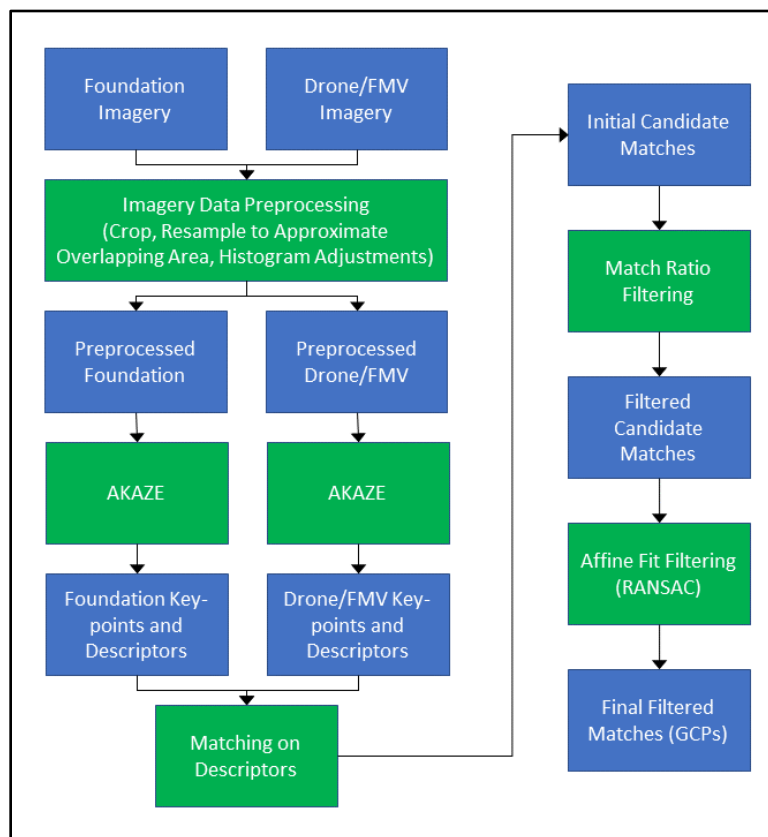 Foundation
Imagery
Drone/FMV
Imagery
Imagery Data Preprocessing
(Crop, Resample to Approximate
Overlapping Area, Histogram Adjustments)
Preprocessed
Foundation
Preprocessed
Drone/FMV
AKAZE
AKAZE
Foundation Key-
points and
Descriptors
Drone/FMV Key-
points and
Descriptors
Matching on
Descriptors
Initial Candidate
Matches
Match Ratio
Filtering
Filtered
Candidate
Matches
Affine Fit Filtering
(RANSAC)
Final Filtered
Matches (GCPs)